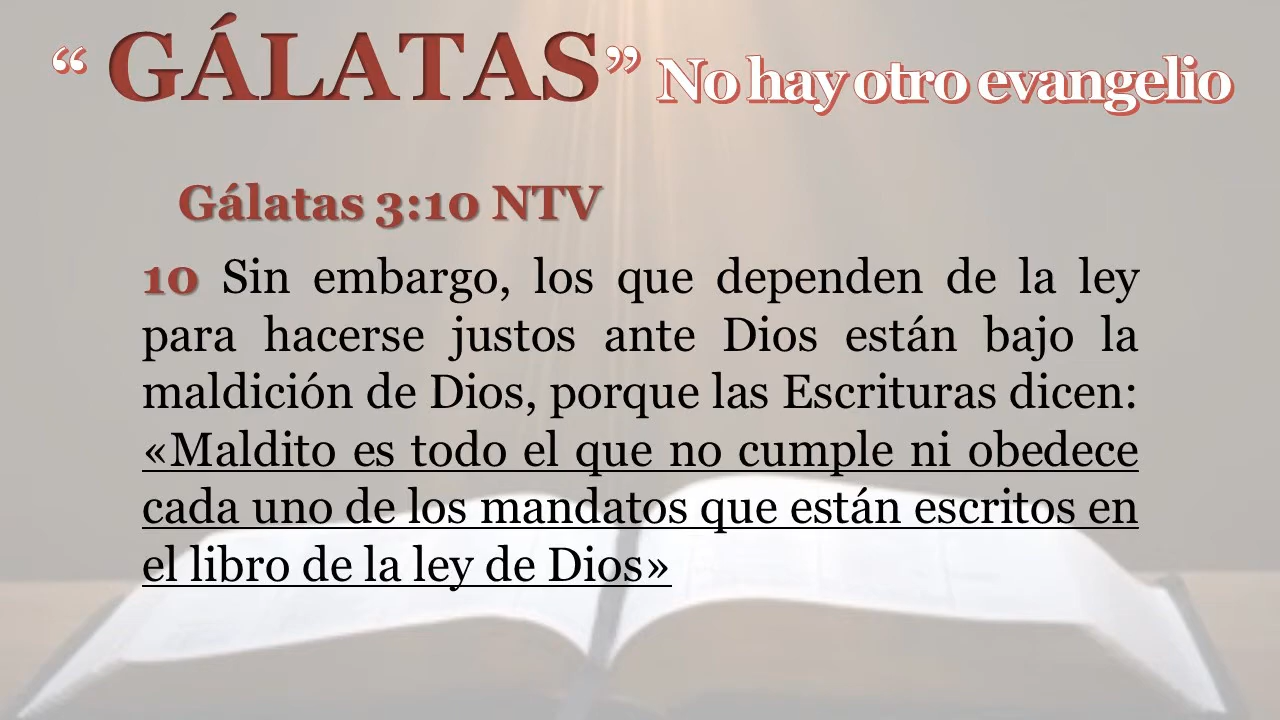 “ GÁLATAS” No hay otro evangelio
Gálatas 3:10 NTV
10 Sin embargo, los que dependen de la ley
para hacerse justos ante Dios están bajo la
maldición de Dios, porque las Escrituras dicen:
«Maldito es todo el que no cumple ni obedece
cada uno de los mandatos que están escritos en
el libro de la ley de Dios»